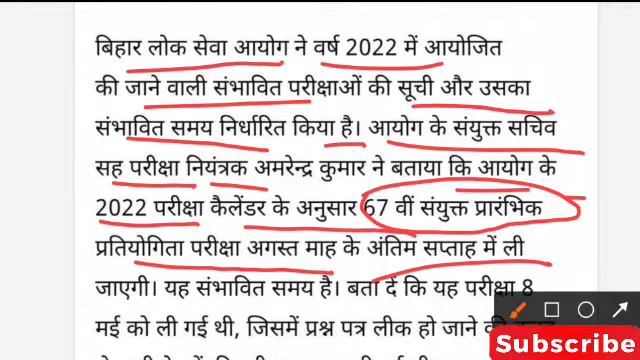 बिहार लोक सेवा आयोग ने वर्ष 2022 में आयोजित
की जाने वाली संभावित परीक्षाओं की सूची और उसका
संभावित समय निर्धारित किया है। आयोग के संयुक्त सचिव
सह परीक्षा नियंत्रक अमरेन्द्र कुमार ने बताया कि आयोग के
2022 परीक्षा कैलेंडर के अनुसार 67 वीं संयुक्त प्रारंभिक
प्रतियोगिता परीक्षा अगस्त माह के अंतिम सप्ताह में ली
जाएगी। यह संभावित समय है। बता दें कि यह परीक्षा 8
मई को ली गई थी, जिसमें प्रश्न पत्र लीक हो जाने
Subscribe